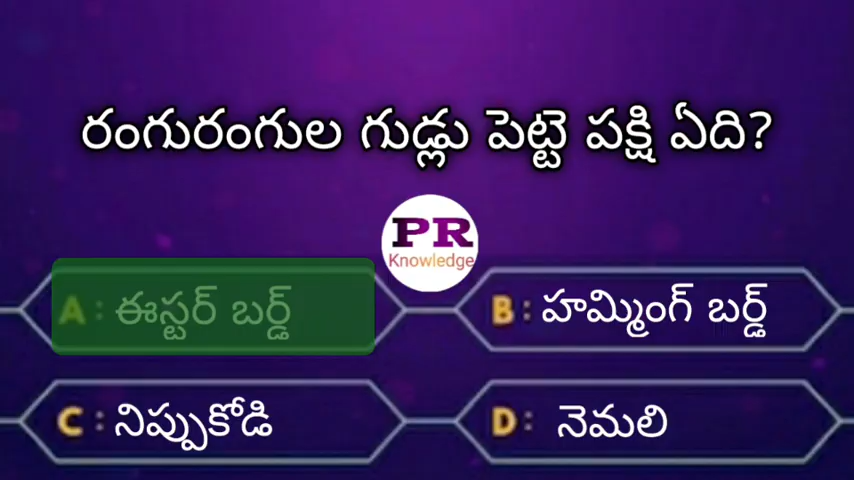 రంగురంగుల గుడ్లు పెట్టె పక్షి ఏది?
PR
Knowledge
A : ఈస్టర్ బర్డ్
B : హమ్మింగ్ బర్డ్
C : నిప్పుకోడి
D : నెమలి